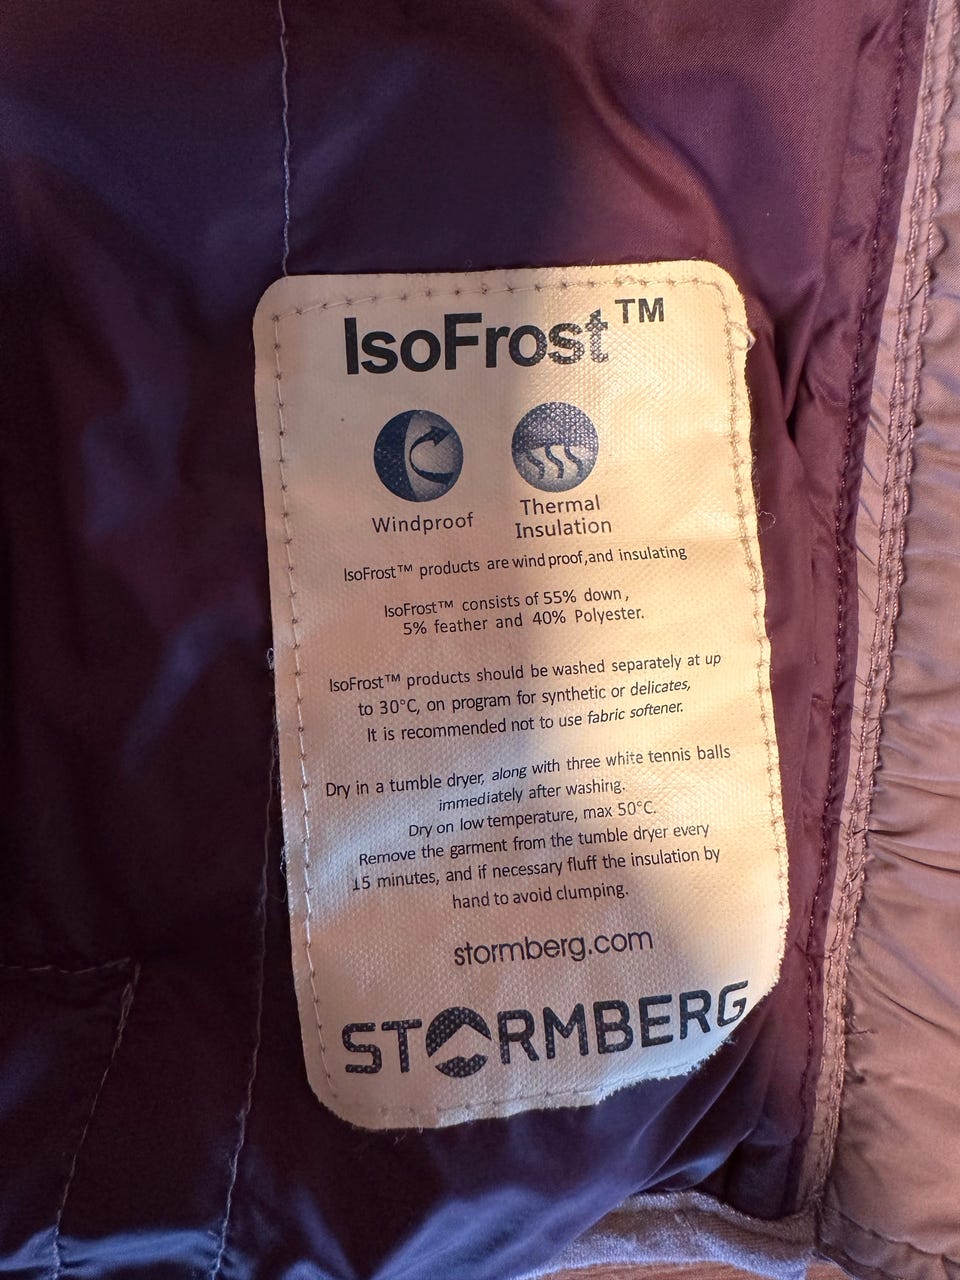 IsoFrost™
Windproof
Thermal
Insulation
IsoFrost™ products are wind proof,and insulating
IsoFrost™ consists of 55% down,
5% feather and 40% Polyester.
IsoFrost™ products should be washed separately at up
to 30°C, on program for synthetic or delicates,
It is recommended not to use fabric softener.
Dry in a tumble dryer, along with three white tennis balls
immediately after washing.
Dry on low temperature, max 50°C.
Remove the garment from the tumble dryer every
15 minutes, and if necessary fluff the insulation by
hand to avoid clumping.
stormberg.com
STORMBERG